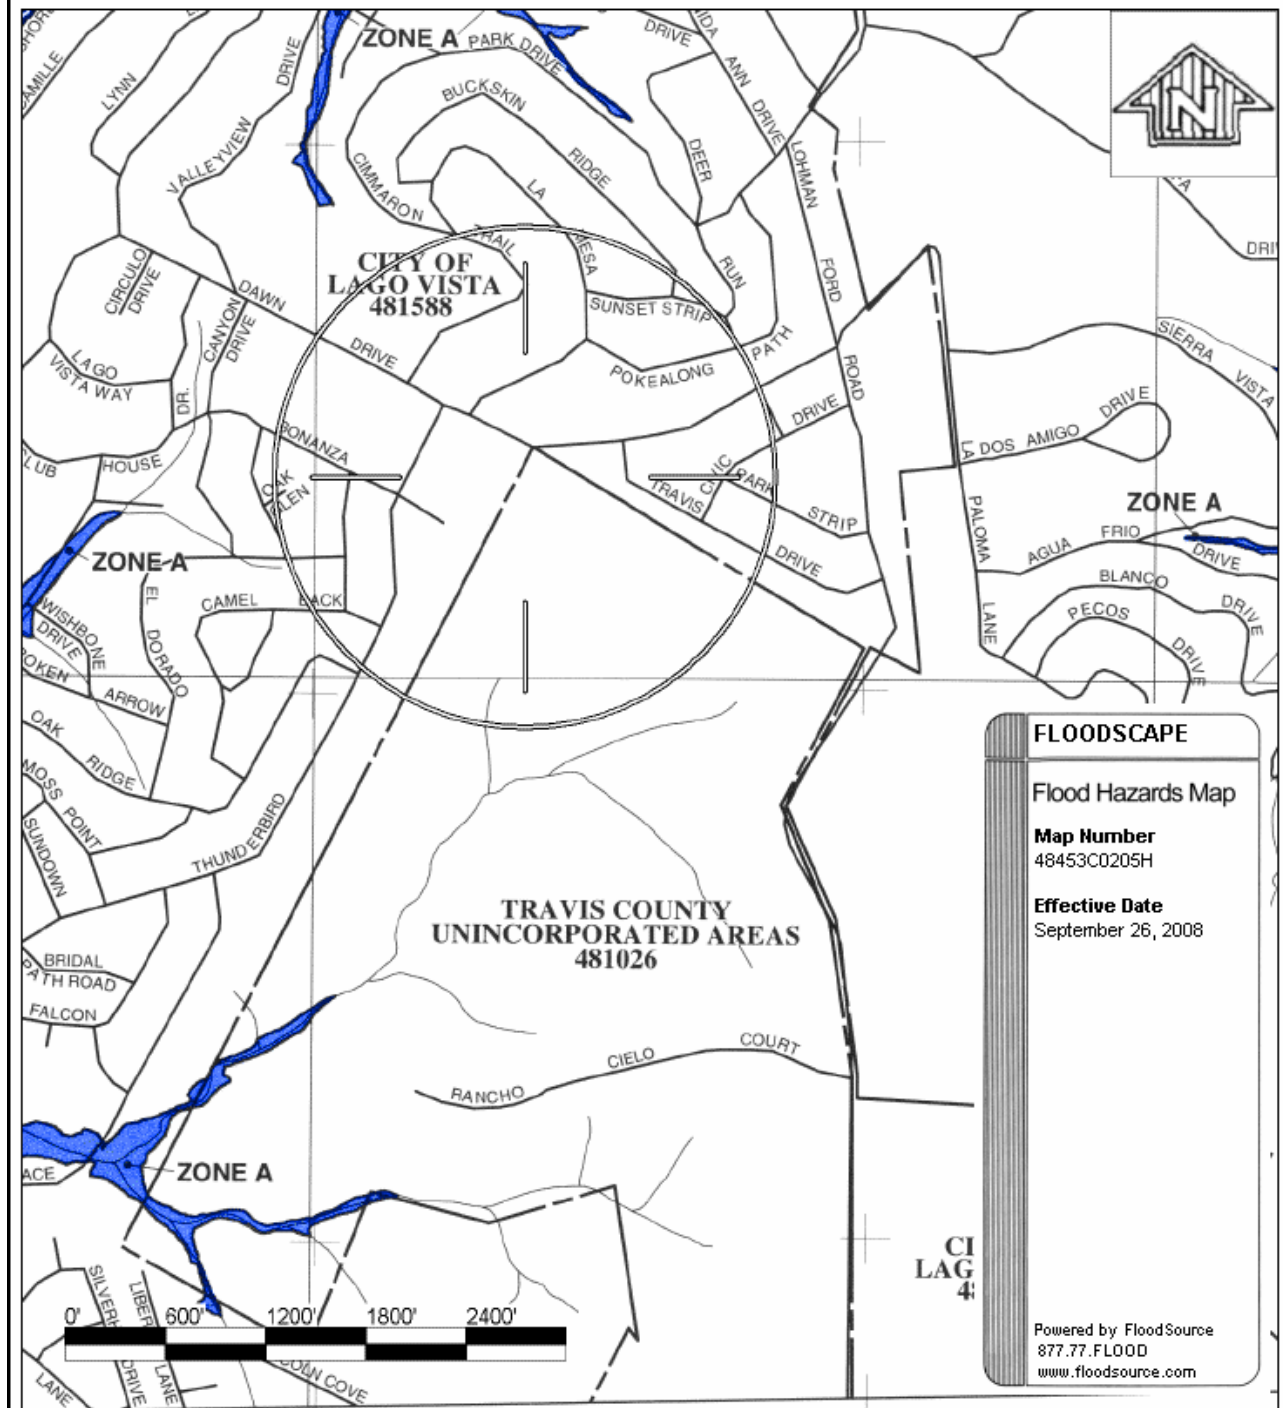 ZONE A
PARK DRIVE
DRIVE
ANN DRIVE
LYNN
DRIVE
VALLEYVIEW
BUCKSKIN
RIDGE
CIMMARON
TRAIL
LA
MESA
DEER
RUN
LOHMAN
FORD
ROAD
N
CITY OF
LAGO VISTA
481588
CIRCULO
DRIVE
DAWN
DRIVE
CANYON
DRIVE
SUNSET STRIP
POKEALONG
PATH
LAGO
VISTA WAY
DR.
SIERRA
VISTA
DRIVE
CIVIC
PARK
STRIP
TRAVIS
DRIVE
LA
PALOMA
LANE
DOS AMIGO
DRIVE
HOUSE
BONANZA
OAK
GLEN
ZONE A
ZONE A
AGUA
FRIO
DRIVE
BLANCO
DRIVE
PECOS
DRIVE
CAMEL
BACK
EL
DORADO
WISHBONE
DRIVE
ARROW
OAK
RIDGE
MOSS
POINT
SUNDOWN
THUNDERBIRD
FLOODSCAPE
Flood Hazards Map
Map Number
48453C0205H
Effective Date
September 26, 2008
TRAVIS COUNTY
UNINCORPORATED AREAS
481026
BRIDAL
PATH ROAD
FALCON
RANCHO
CIELO
COURT
ZONE A
ACE
CI
LAG
48
0' 600' 1200' 1800' 2400'
DRIVE
LANE
LANE
COVE
Powered by FloodSource
877.77.FLOOD
www.floodsource.com